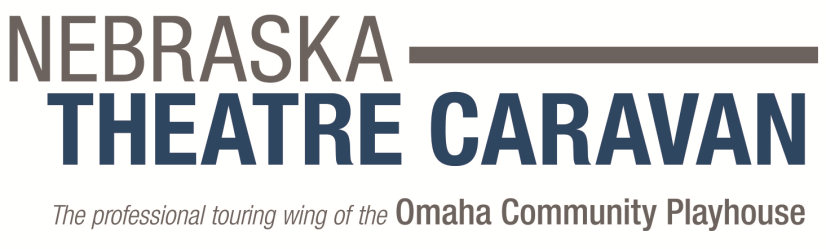 NEBRASKA
THEATRE CARAVAN
The professional touring wing of the Omaha Community Playhouse